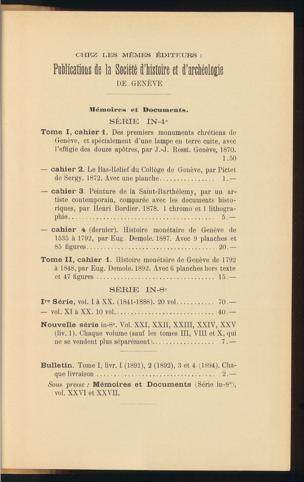 CHEZ LES MÊMES ÉDITEURS :
Publications de la Société d'histoire et d'archéologie
DE GENÈVE
Mémoires et Documents.
SÉRIE IN-4º
Tome I, cahier 1. Des premiers monuments chrétiens de
Genève, et spécialement d'une lampe en terre cuite, avec
l'effigie des douze apôtres, par J.-J. Rossi. Genève, 1870.
1.50
— cahier 2. Le Bas-Relief du Collège de Genève, par Pictet
de Sergy. 1872. Avec une planche . . . . . . 1.—
— cahier 3. Peinture de la Saint-Barthélemy, par un ar-
tiste contemporain, comparée avec les documents histo-
riques, par Henri Bordier. 1878. 1 chromo et 1 lithogra-
phie . . . . . . 5.—
— cahier 4 (dernier). Histoire monétaire de Genève de
1535 à 1792, par Eug. Demole. 1887. Avec 9 planches et
85 figures . . . . . . 20.—
Tome II, cahier 1. Histoire monétaire de Genève de 1792
à 1848, par Eug. Demole. 1892. Avec 6 planches hors texte
et 47 figures . . . . . . 15.—
SÉRIE IN-8º
Ire Série, vol. I à XX. (1841-1888). 20 vol . . . . . . 70.—
— vol. XI à XX. 10 vol. . . . . . . 40.—
Nouvelle série in-8º. Vol. XXI, XXII, XXIII, XXIV, XXV
(liv. 1). Chaque volume (sauf les tomes III, VIII et X, qui
ne se vendent plus séparément). . . . . . . 7.—
Bulletin. Tome I, livr. 1 (1891), 2 (1892), 3 et 4 (1894). Cha-
que livraison . . . . . . 2.—
Sous presse : Mémoires et Documents (Série in-8º),
vol. XXVI et XXVII.